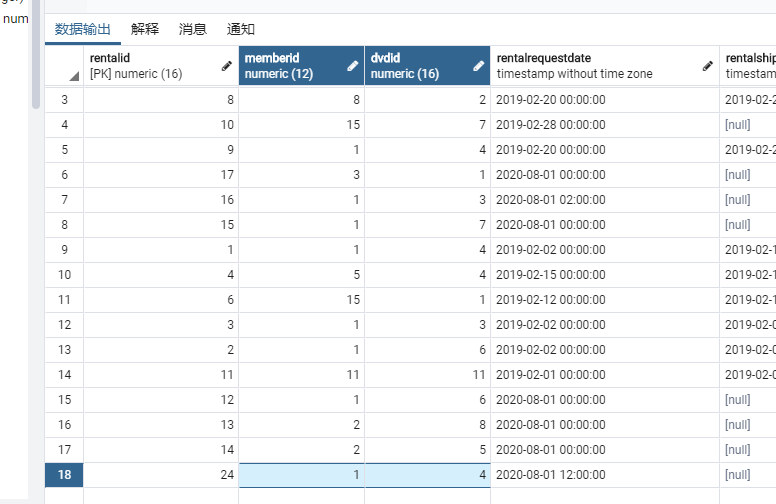 num
数据输出 解释 消息 通知
rentalid memberid dvdid rentalrequestdate rentalship
[PK] numeric (16) numeric (12) numeric (16) timestamp without time zone timestam
3 8 8 2 2019-02-20 00:00:00 2019-02-2
4 10 15 7 2019-02-28 00:00:00 [null]
5 9 1 4 2019-02-20 00:00:00 2019-02-2
6 17 3 1 2020-08-01 00:00:00 [null]
7 16 1 3 2020-08-01 02:00:00 [null]
8 15 1 7 2020-08-01 00:00:00 [null]
9 1 1 4 2019-02-02 00:00:00 2019-02-1
10 4 5 4 2019-02-15 00:00:00 2019-02-1
11 6 15 1 2019-02-12 00:00:00 2019-02-1
12 3 1 3 2019-02-02 00:00:00 2019-02-0
13 2 1 6 2019-02-02 00:00:00 2019-02-0
14 11 11 11 2019-02-01 00:00:00 2019-02-0
15 12 1 6 2020-08-01 00:00:00 [null]
16 13 2 8 2020-08-01 00:00:00 [null]
17 14 2 5 2020-08-01 00:00:00 [null]
18 24 1 4 2020-08-01 12:00:00 [null]